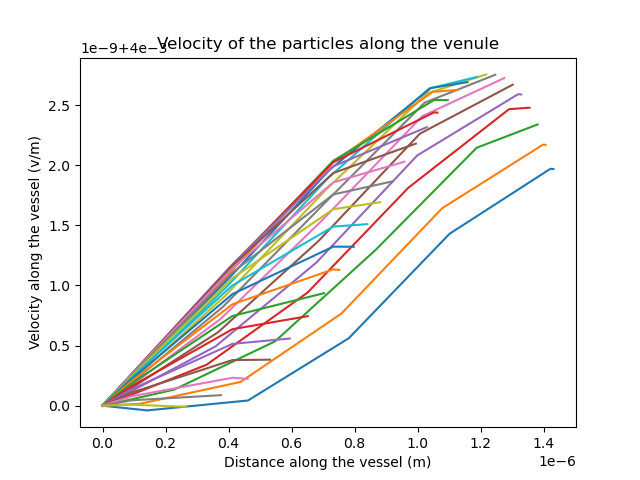 Velocity of the particles along the venule
1e−9+4e−3
2.5
2.0
1.5
1.0
0.5
0.0
Velocity along the vessel (v/m)
0.0 0.2 0.4 0.6 0.8 1.0 1.2 1.4
1e−6
Distance along the vessel (m)